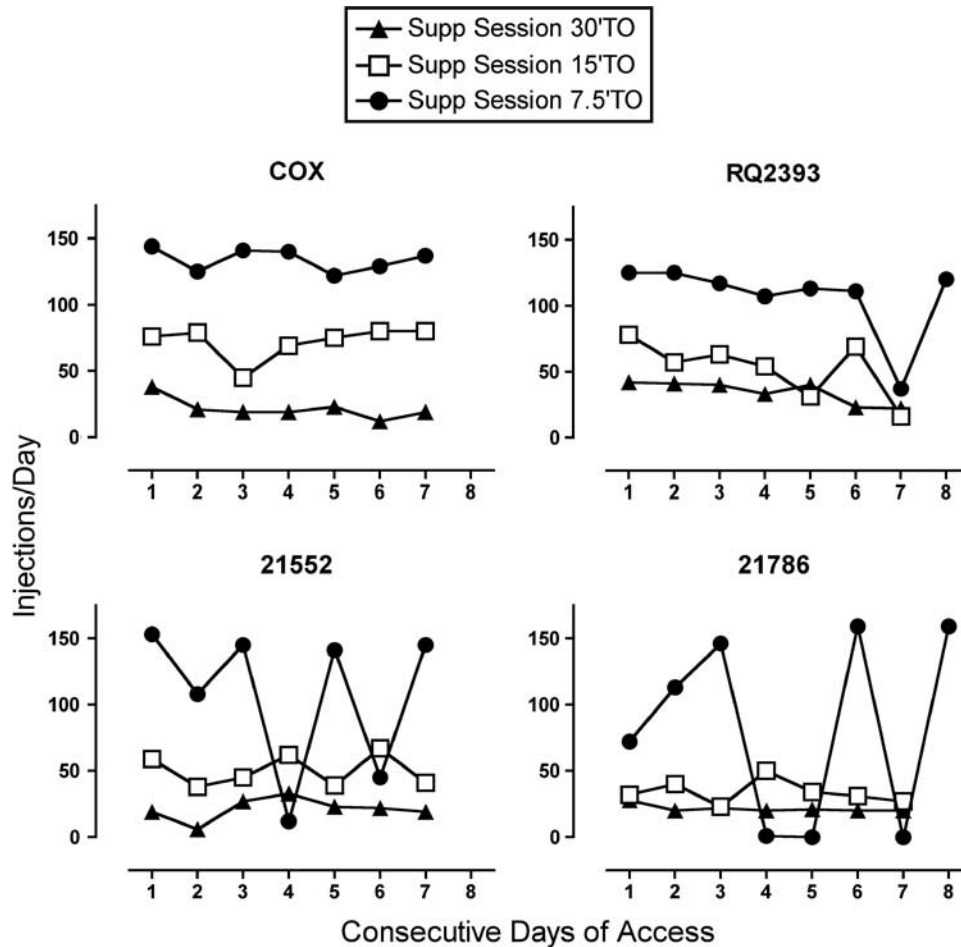 Supp Session 30'TO
Supp Session 15'TO
Supp Session 7.5'TO
COX
RQ2393
150
100
50
0
1 2 3 4 5 6 7 8
150
100
50
0
1 2 3 4 5 6 7 8
21552
21786
150
100
50
0
1 2 3 4 5 6 7 8
150
100
50
0
1 2 3 4 5 6 7 8
Injections/Day
Consecutive Days of Access